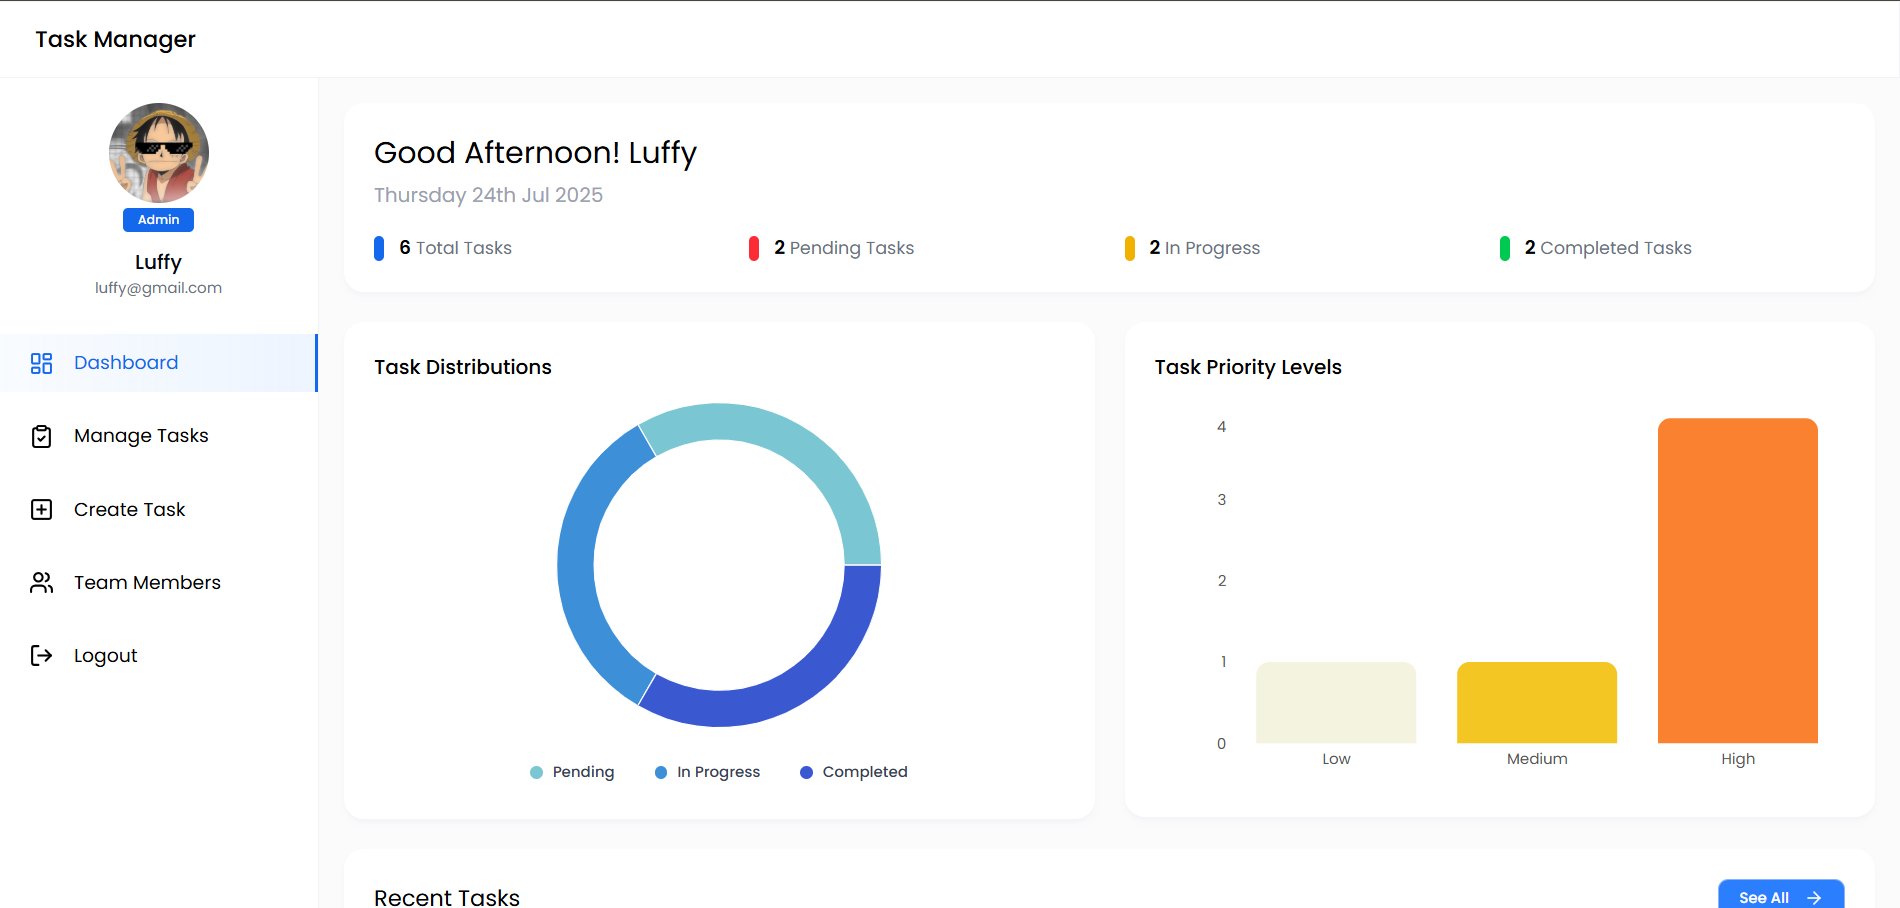 Task Manager
Admin
Luffy
luffy@gmail.com
Dashboard
Manage Tasks
Create Task
Team Members
Logout
Good Afternoon! Luffy
Thursday 24th Jul 2025
6 Total Tasks
2 Pending Tasks
2 In Progress
2 Completed Tasks
Task Distributions
Pending
In Progress
Completed
Task Priority Levels
4
3
2
1
0
Low
Medium
High
Recent Tasks
See All